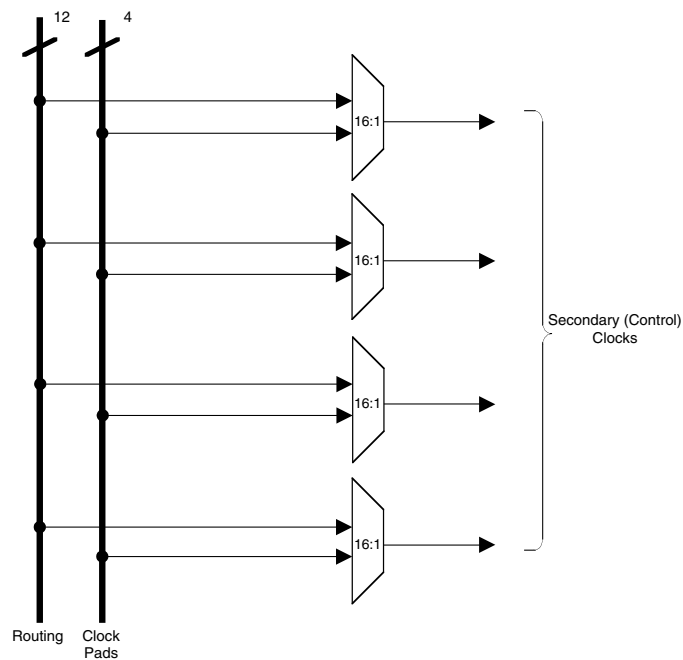 12
4
16:1
16:1
16:1
16:1
Secondary (Control)
Clocks
Routing
Clock
Pads